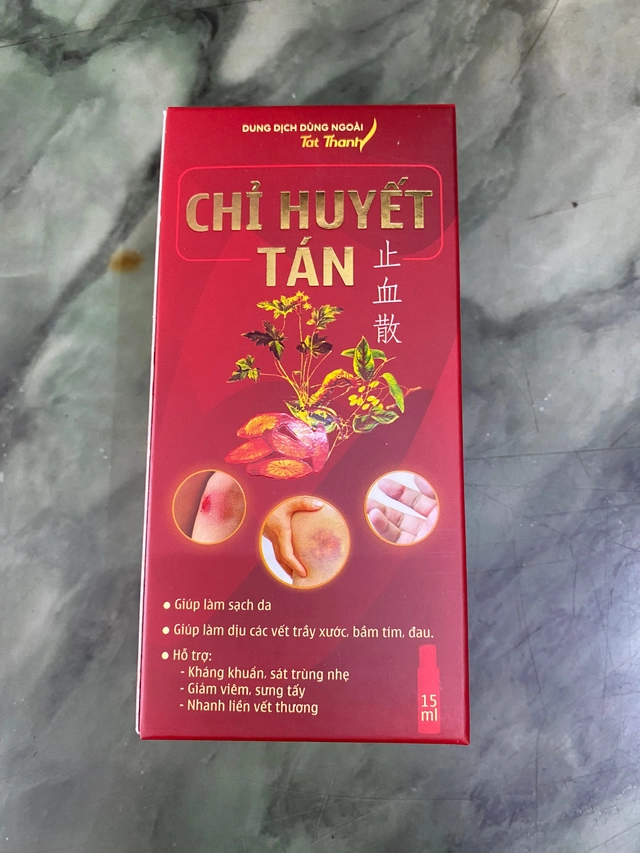 DUNG DỊCH DÙNG NGOÀI
Tất Thanh
CHỈ HUYẾT
TÁN
止血散
• Giúp làm sạch da
• Giúp làm dịu các vết trầy xước, bầm tím, đau.
• Hỗ trợ:
- Kháng khuẩn, sát trùng nhẹ
- Giảm viêm, sưng tấy
- Nhanh liền vết thương
15
ml